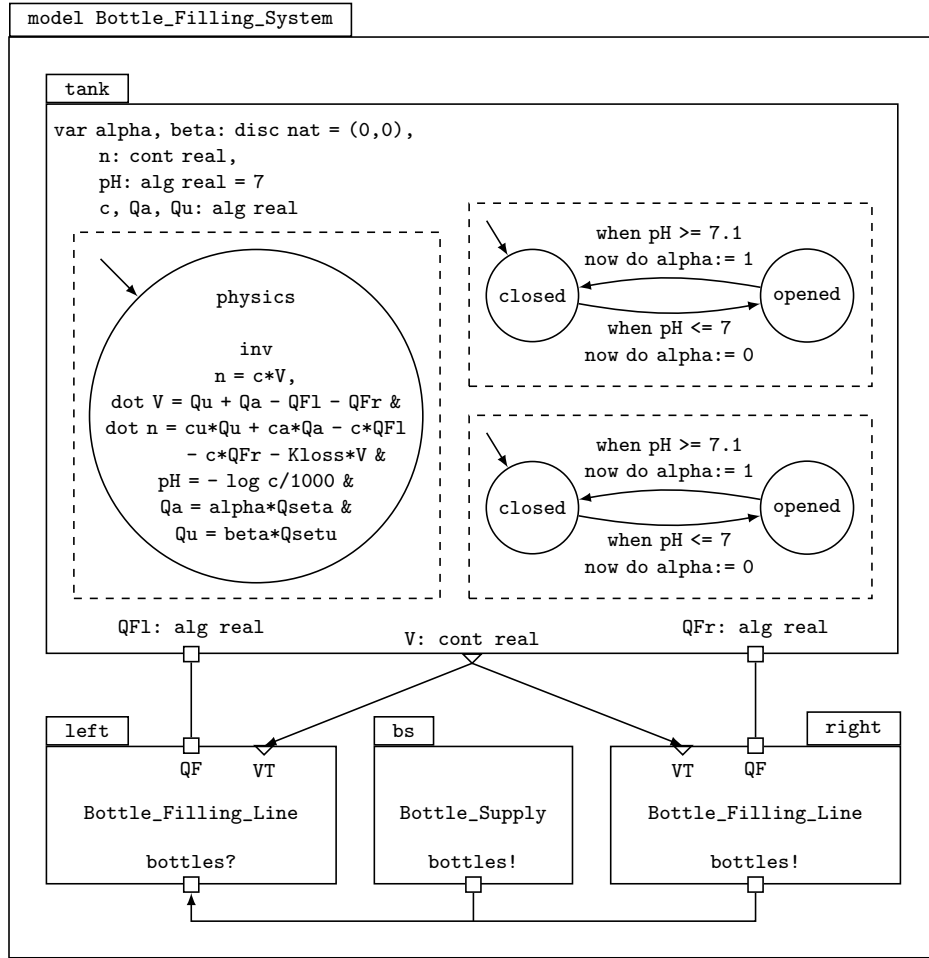 model Bottle_Filling_System
tank
var alpha, beta: disc nat = (0,0),
n: cont real,
pH: alg real = 7
c, Qa, Qu: alg real
physics
inv
n = c*V,
dot V = Qu + Qa - QFl - QFr &
dot n = cu*Qu + ca*Qa - c*QFl
- c*QFr - Kloss*V &
pH = - log c/1000 &
Qa = alpha*Qseta &
Qu = beta*Qsetu
when pH >= 7.1
now do alpha:= 1
closed
opened
when pH <= 7
now do alpha:= 0
when pH >= 7.1
now do alpha:= 1
closed
opened
when pH <= 7
now do alpha:= 0
QFl: alg real
V: cont real
QFr: alg real
left
QF
VT
Bottle_Filling_Line
bottles?
bs
Bottle_Supply
bottles!
right
VT
QF
Bottle_Filling_Line
bottles!